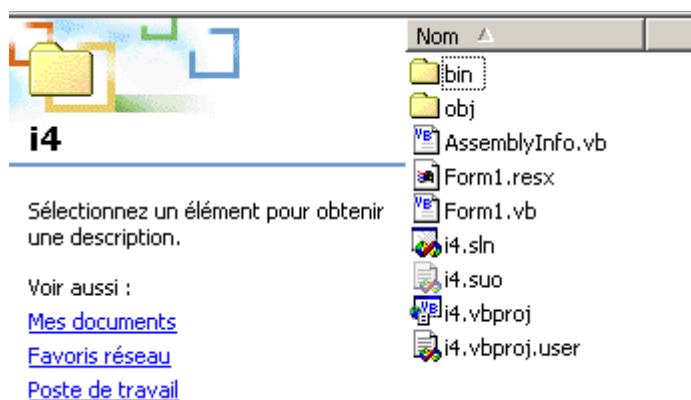 i4
Sélectionnez un élément pour obtenir
une description.
Voir aussi :
Mes documents
Favoris réseau
Poste de travail
Nom
bin
obj
AssemblyInfo.vb
Form1.resx
Form1.vb
i4.sln
i4.suo
i4.vbproj
i4.vbproj.user